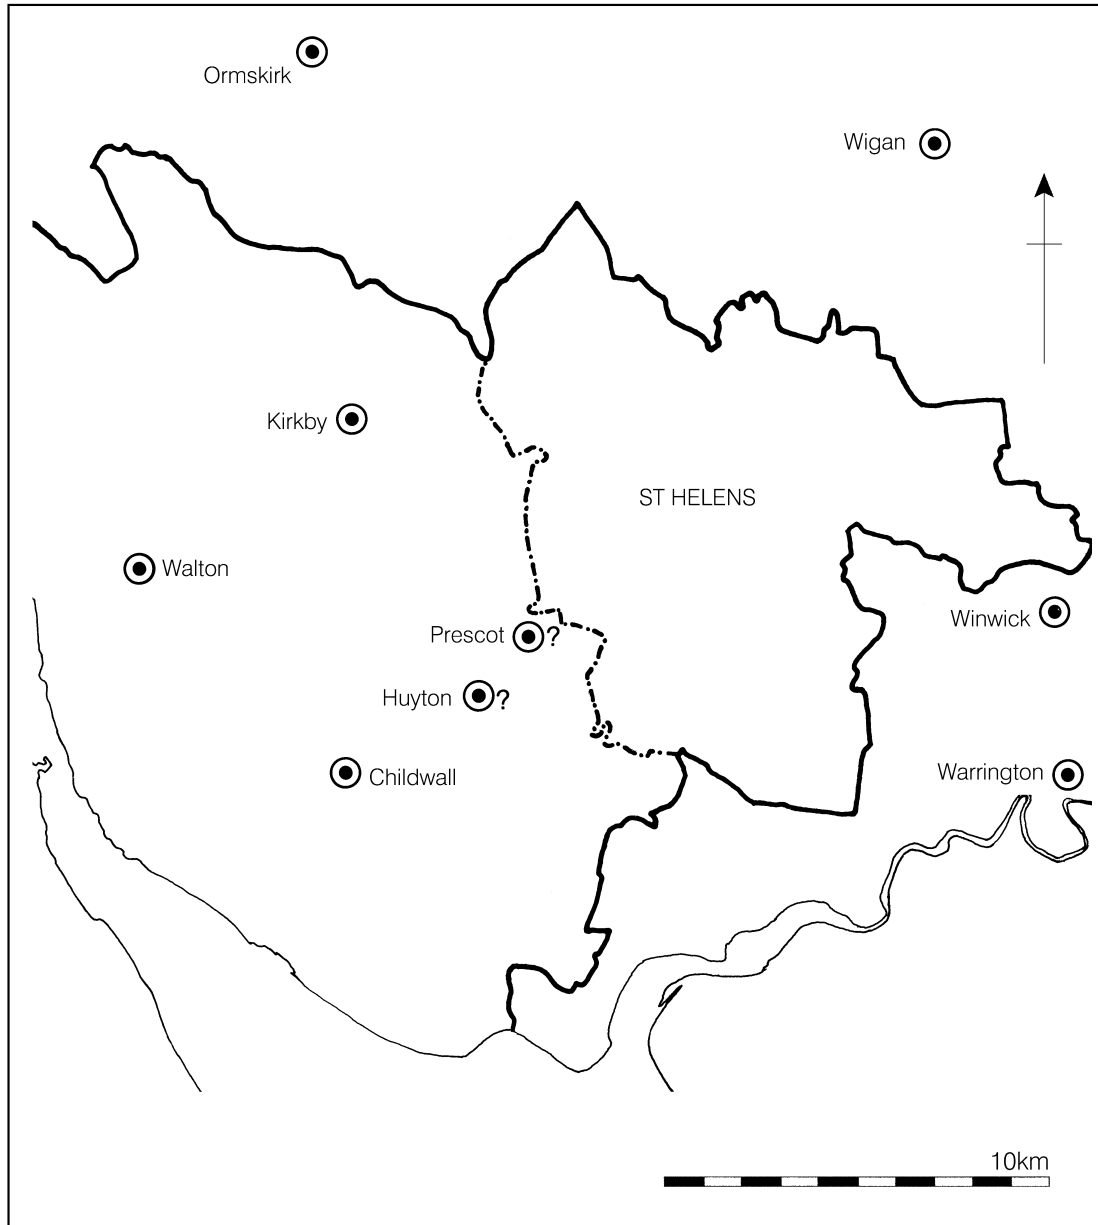 Ormskirk
Wigan
Kirkby
ST HELENS
Walton
Winwick
Prescot ?
Huyton ?
Childwall
Warrington
10km